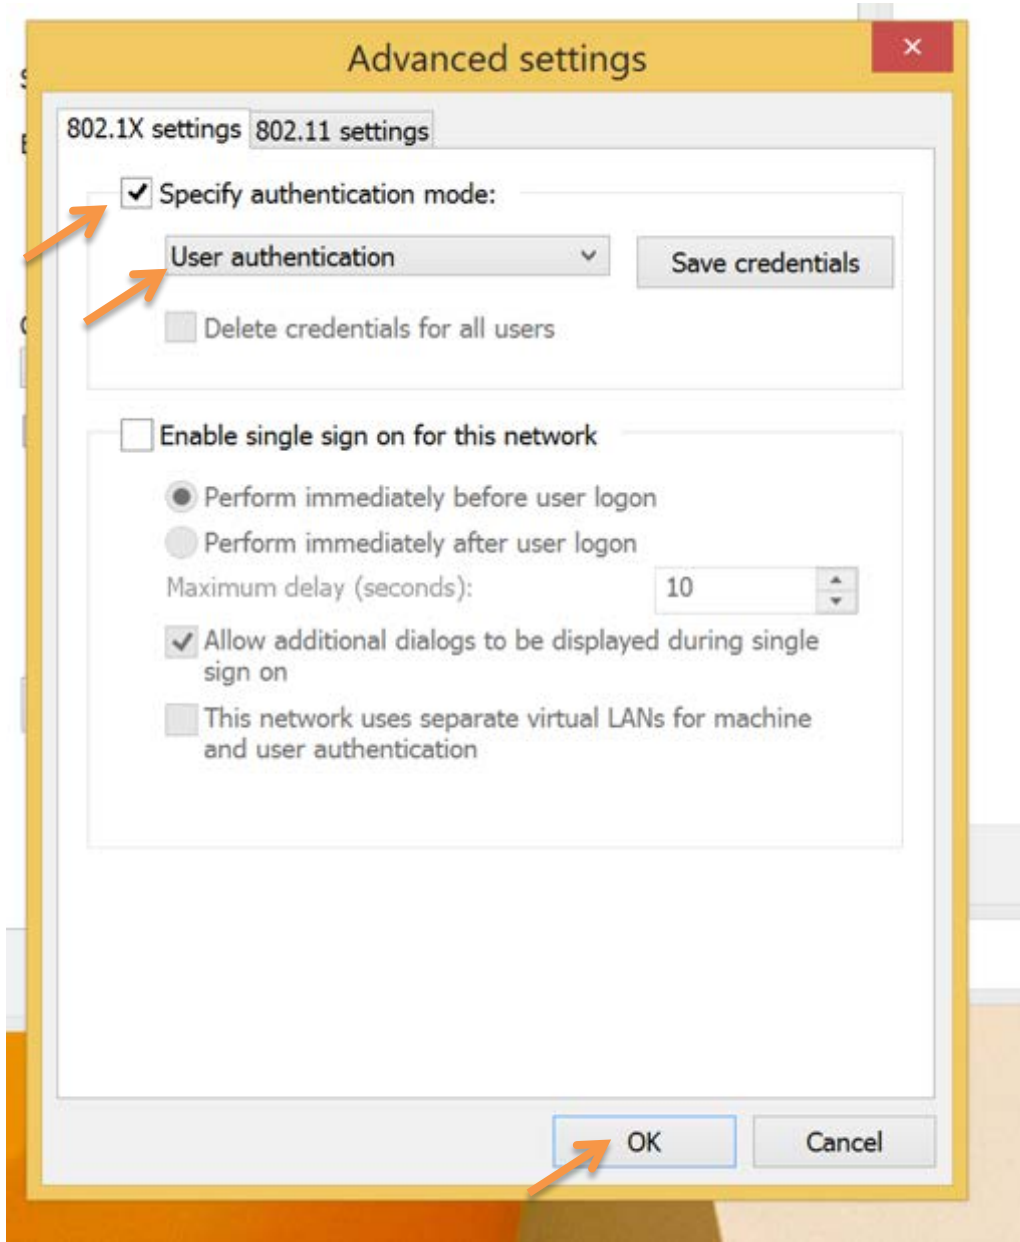 Advanced settings
802.1X settings 802.11 settings
Specify authentication mode:
User authentication
Save credentials
Delete credentials for all users
Enable single sign on for this network
Perform immediately before user logon
Perform immediately after user logon
Maximum delay (seconds):
10
Allow additional dialogs to be displayed during single
sign on
This network uses separate virtual LANs for machine
and user authentication
OK
Cancel